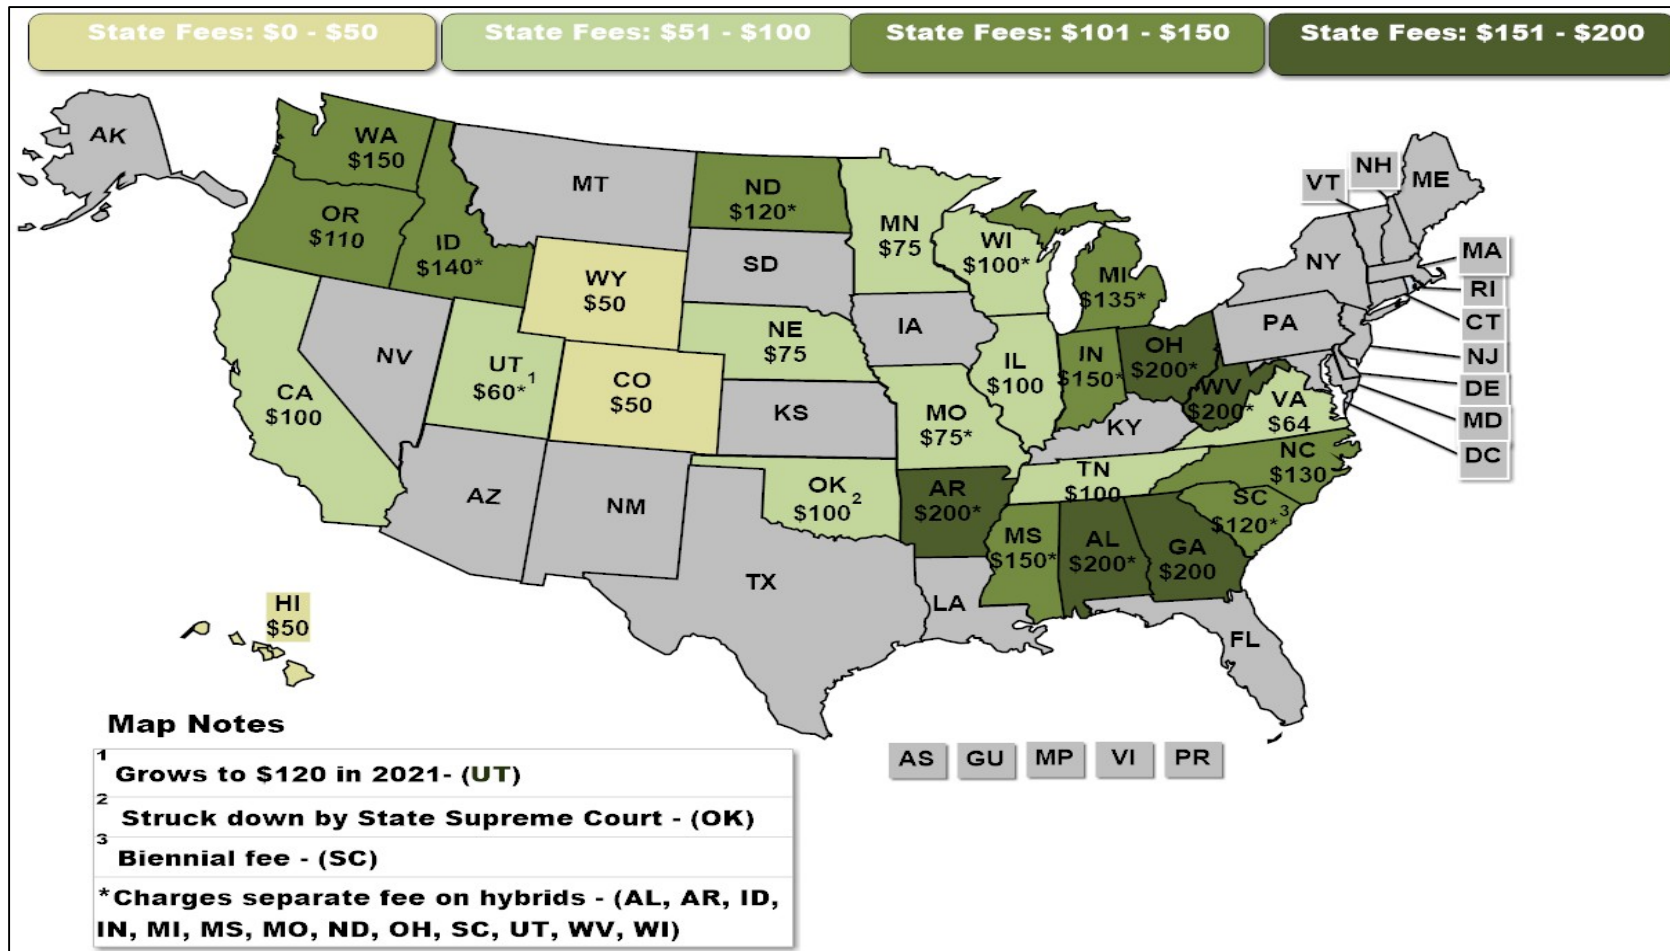 State Fees: $0 - $50
State Fees: $51 - $100
State Fees: $101 - $150
State Fees: $151 - $200
AK
WA
$150
OR
$110
ID
$140*
MT
ND
$120*
MN
$75
WI
$100*
MI
$135*
VT
NH
ME
NY
MA
RI
CT
NJ
DE
MD
DC
PA
SD
WY
$50
NE
$75
IA
IL
$100
IN
$150*
OH
$200*
WV
$200*
VA
$64
CA
$100
NV
UT 1
$60*
CO
$50
KS
MO
$75*
KY
NC
$130
TN
$100
SC
$120*3
AZ
NM
OK 2
$100
AR
$200*
MS
$150*
AL
$200*
GA
$200
TX
LA
FL
HI
$50
AS
GU
MP
VI
PR
Map Notes
1 Grows to $120 in 2021- (UT)
2 Struck down by State Supreme Court - (OK)
3 Biennial fee - (SC)
*Charges separate fee on hybrids - (AL, AR, ID,
IN, MI, MS, MO, ND, OH, SC, UT, WV, WI)